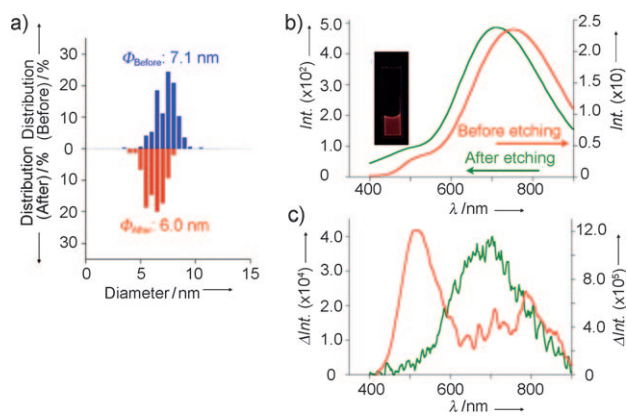 a)
Distribution Distribution
(After)/% (Before)/%
30
20
10
0
10
20
30
ΦBefore: 7.1 nm
ΦAfter: 6.0 nm
0 5 10 15
Diameter/nm
b)
Int. (x10²)
5.0
4.0
3.0
2.0
1.0
0
2.5
2.0
1.5
1.0
0.5
0
Int. (x10)
Before etching
After etching
400 600 800
λ/nm
c)
ΔInt. (x10⁴)
4.0
3.0
2.0
1.0
0
12.0
8.0
4.0
0
ΔInt. (x10⁵)
400 600 800
λ/nm